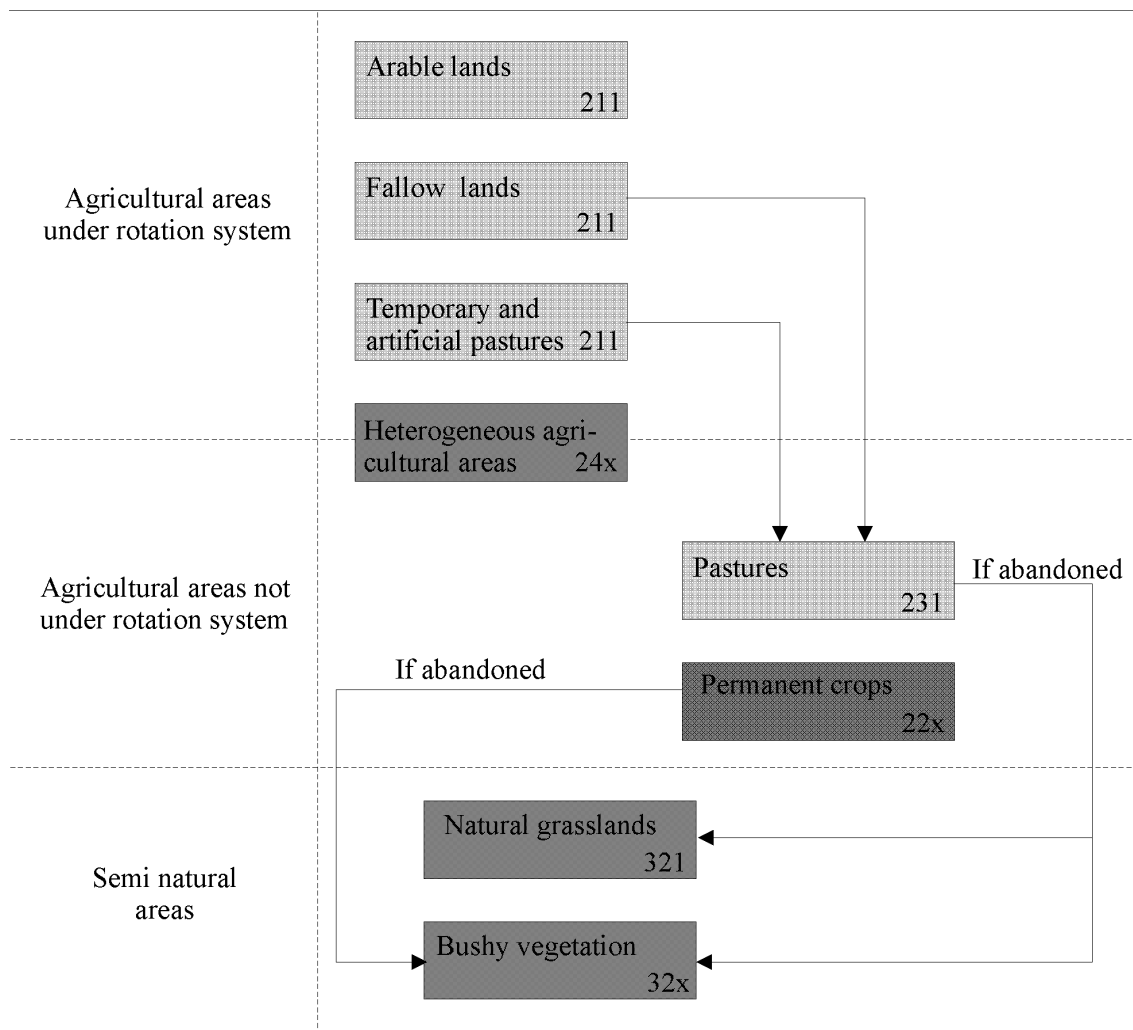 Arable lands
211
Agricultural areas
under rotation system
Fallow lands
211
Temporary and
artificial pastures 211
Heterogeneous agri-
cultural areas 24x
Agricultural areas not
under rotation system
Pastures
231
If abandoned
If abandoned
Permanent crops
22x
Semi natural
areas
Natural grasslands
321
Bushy vegetation
32x